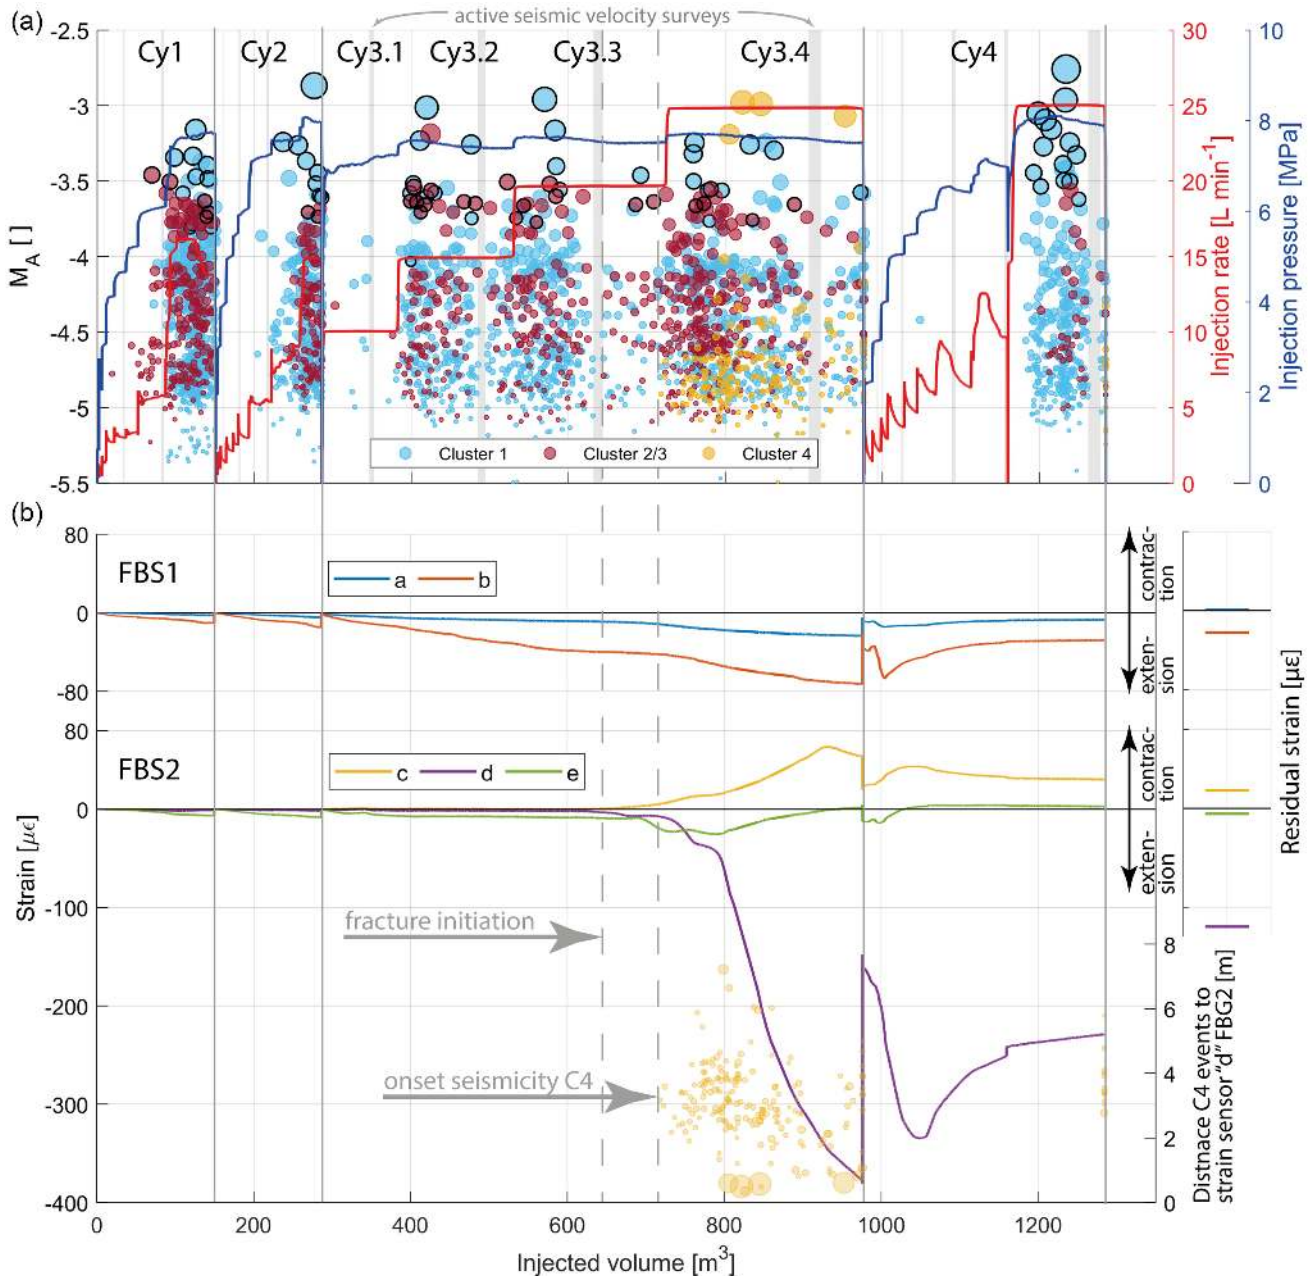 active seismic velocity surveys
(a)
-2.5
-3
-3.5
-4
-4.5
-5
-5.5
M_A [ ]
Cy1 Cy2 Cy3.1 Cy3.2 Cy3.3 Cy3.4 Cy4
30
25
20
15
10
5
0
Injection rate [L min⁻¹]
10
8
6
4
2
0
Injection pressure [MPa]
Cluster 1 Cluster 2/3 Cluster 4
(b)
80
0
-80
FBS1
a b
contrac-
tion
exten-
sion
80
0
-100
-200
-300
-400
FBS2
c d e
contrac-
tion
exten-
sion
Strain [με]
Residual strain [με]
fracture initiation
onset seismicity C4
8
6
4
2
0
Distnace C4 events to
strain sensor "d" FBG2 [m]
0 200 400 600 800 1000 1200
Injected volume [m³]